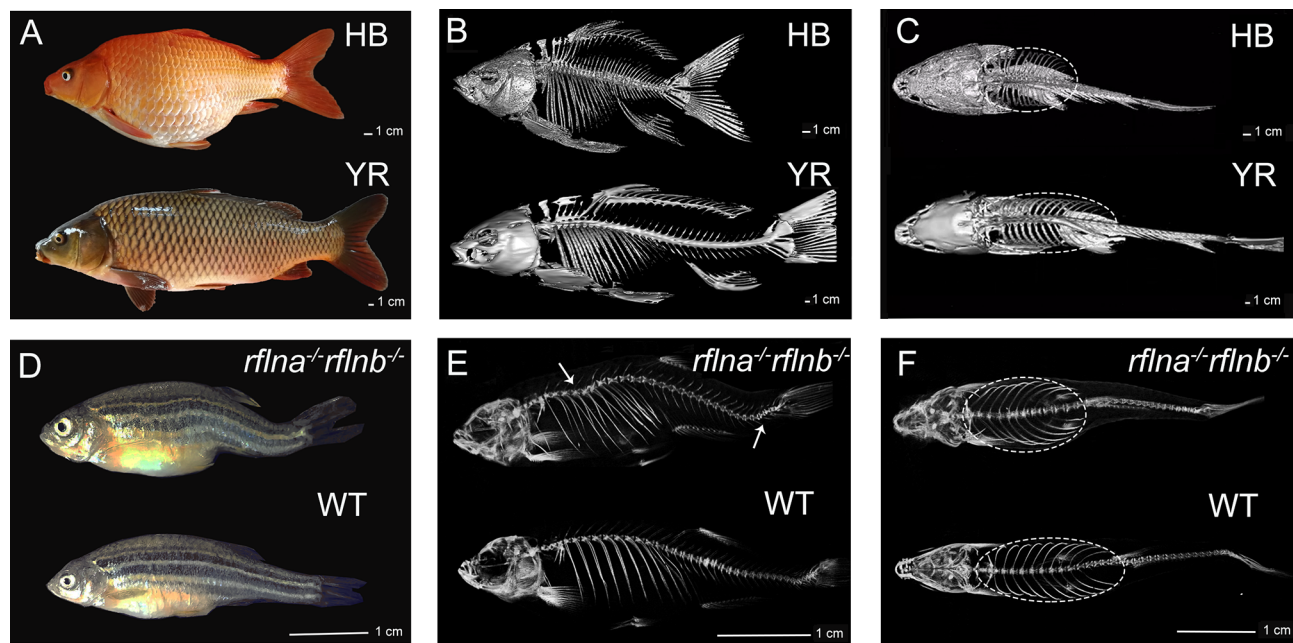 A
HB
1 cm
YR
1 cm
B
HB
1 cm
YR
1 cm
C
HB
1 cm
YR
1 cm
D
rflna-/-rflnb-/-
WT
1 cm
E
rflna-/-rflnb-/-
WT
1 cm
F
rflna-/-rflnb-/-
WT
1 cm